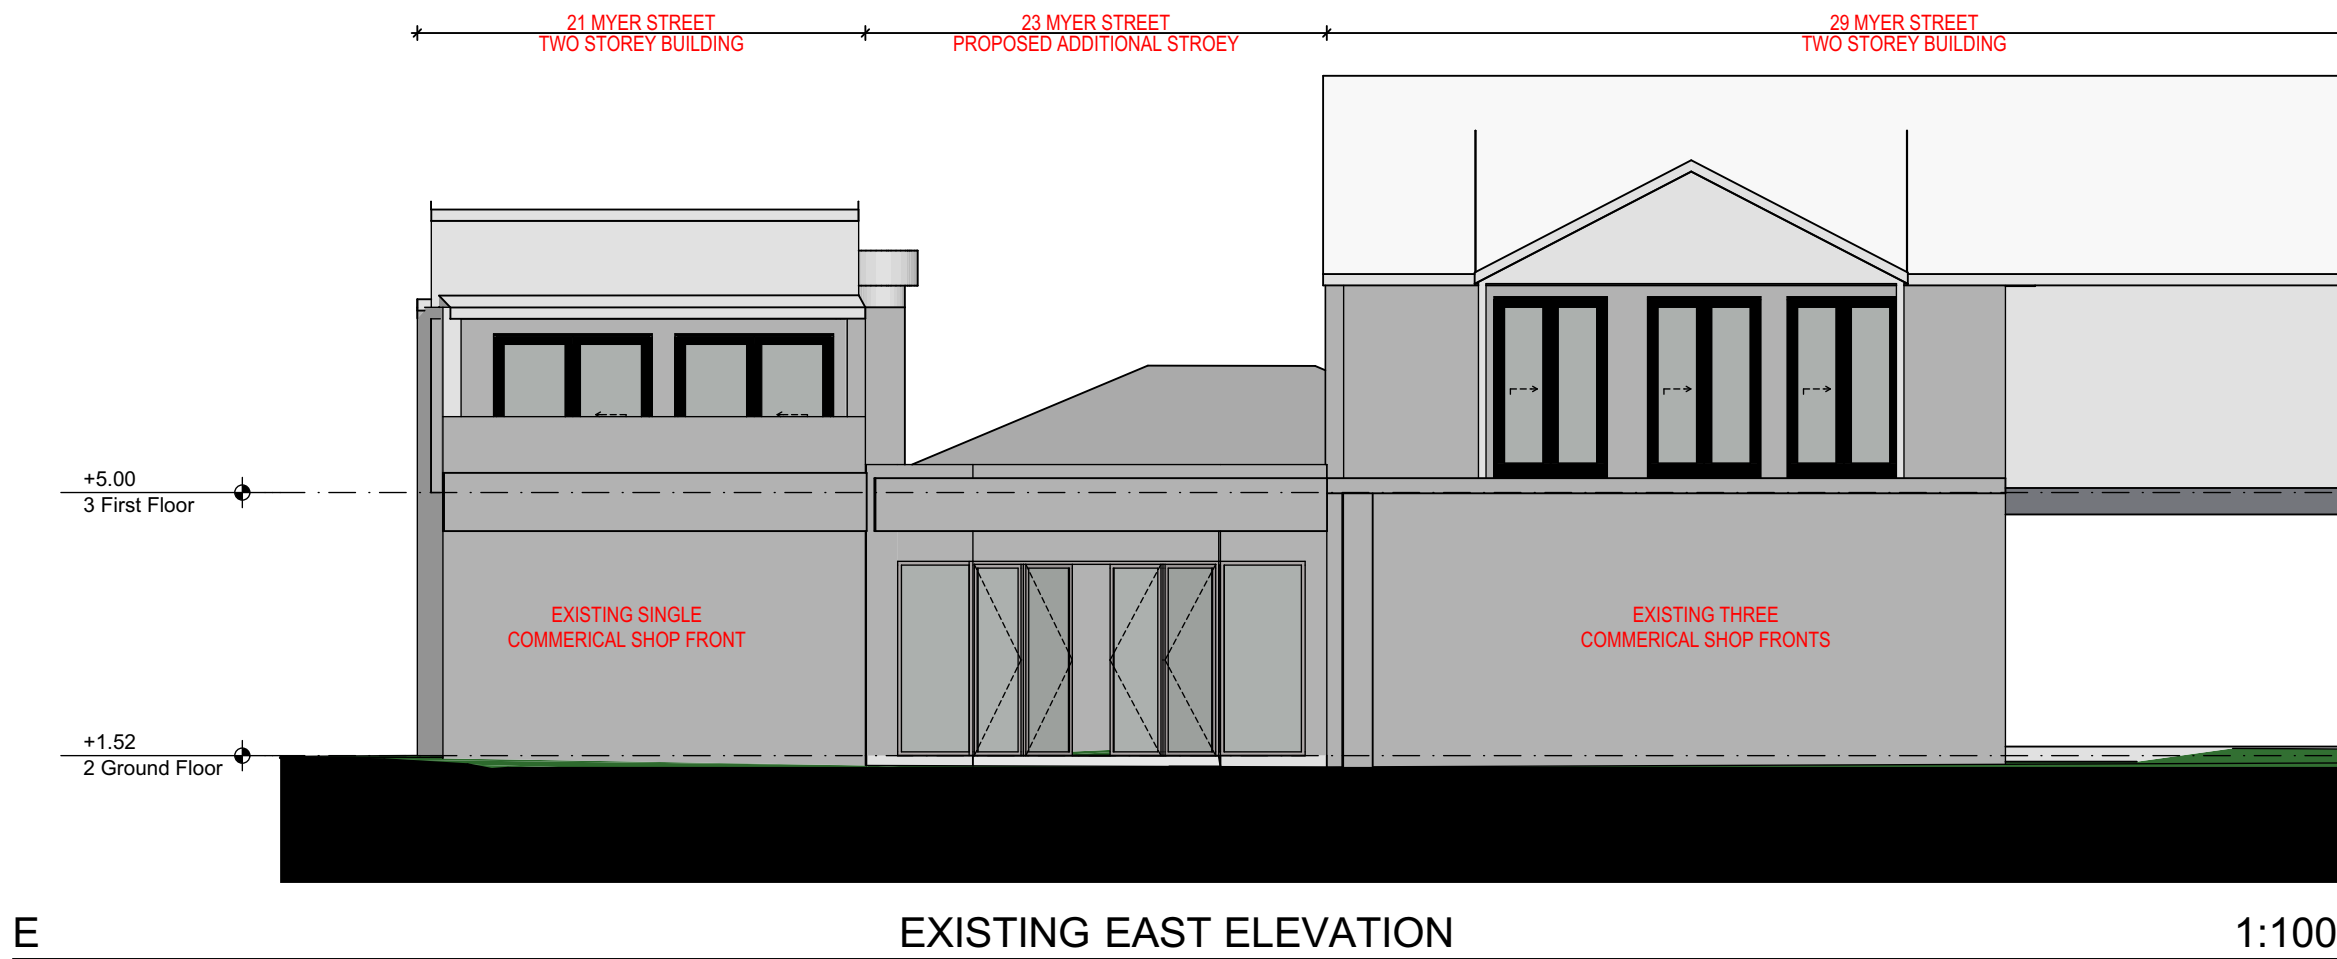 21 MYER STREET
TWO STOREY BUILDING
23 MYER STREET
PROPOSED ADDITIONAL STROEY
29 MYER STREET
TWO STOREY BUILDING
+5.00
3 First Floor
EXISTING SINGLE
COMMERICAL SHOP FRONT
EXISTING THREE
COMMERICAL SHOP FRONTS
+1.52
2 Ground Floor
E
EXISTING EAST ELEVATION
1:100